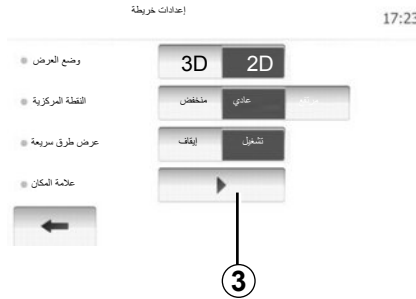 إعدادات خريطة
17:23
وضع العرض 2D 3D
النقطة المركزية عادي منخفض
عرض طرق سريعة تشغيل إيقاف
علامة المكان
3